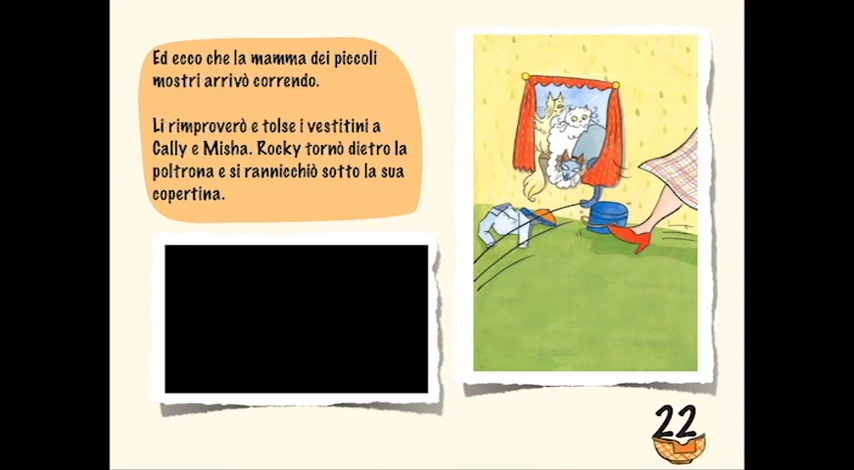 Ed ecco che la mamma dei piccoli
mostri arrivò correndo.
Li rimproverò e tolse i vestitini a
Cally e Misha. Rocky tornò dietro la
poltrona e si rannicchiò sotto la sua
copertina.
22